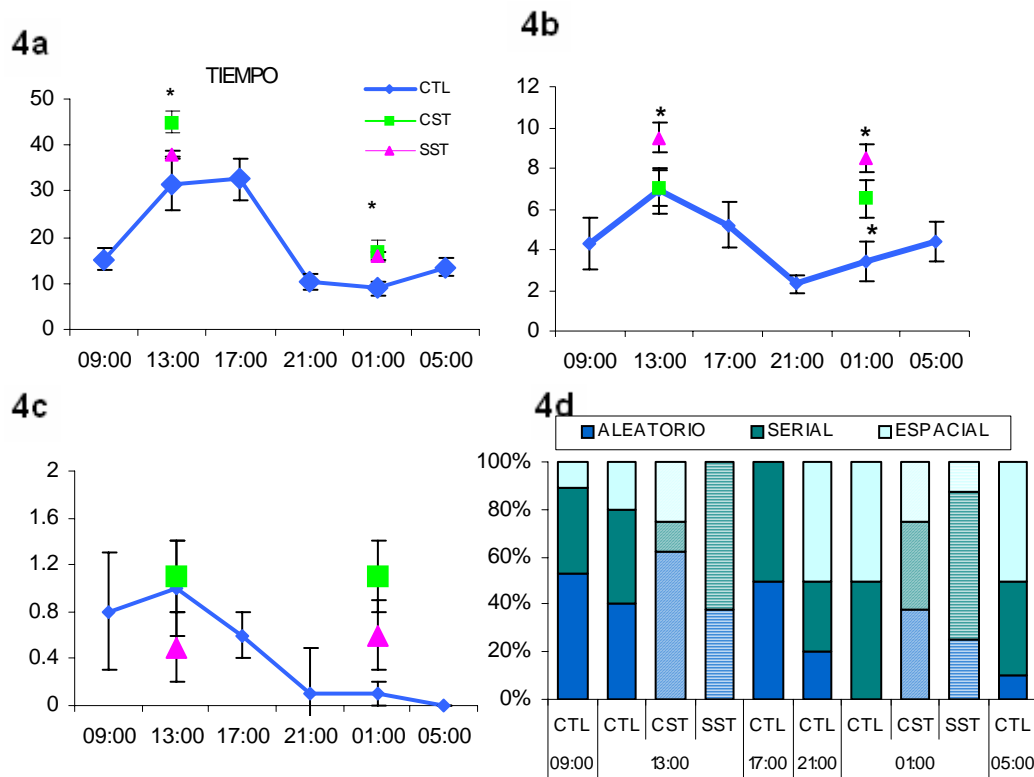 4a
TIEMPO
CTL
CST
SST
50
40
30
20
10
0
*
*
09:00 13:00 17:00 21:00 01:00 05:00
4b
12
10
8
6
4
2
0
*
*
*
09:00 13:00 17:00 21:00 01:00 05:00
4c
2
1.6
1.2
0.8
0.4
0
09:00 13:00 17:00 21:00 01:00 05:00
4d
ALEATORIO SERIAL ESPACIAL
100%
80%
60%
40%
20%
0%
CTL CTL CST SST CTL CTL CTL CST SST CTL
09:00 13:00 17:00 21:00 01:00 05:00